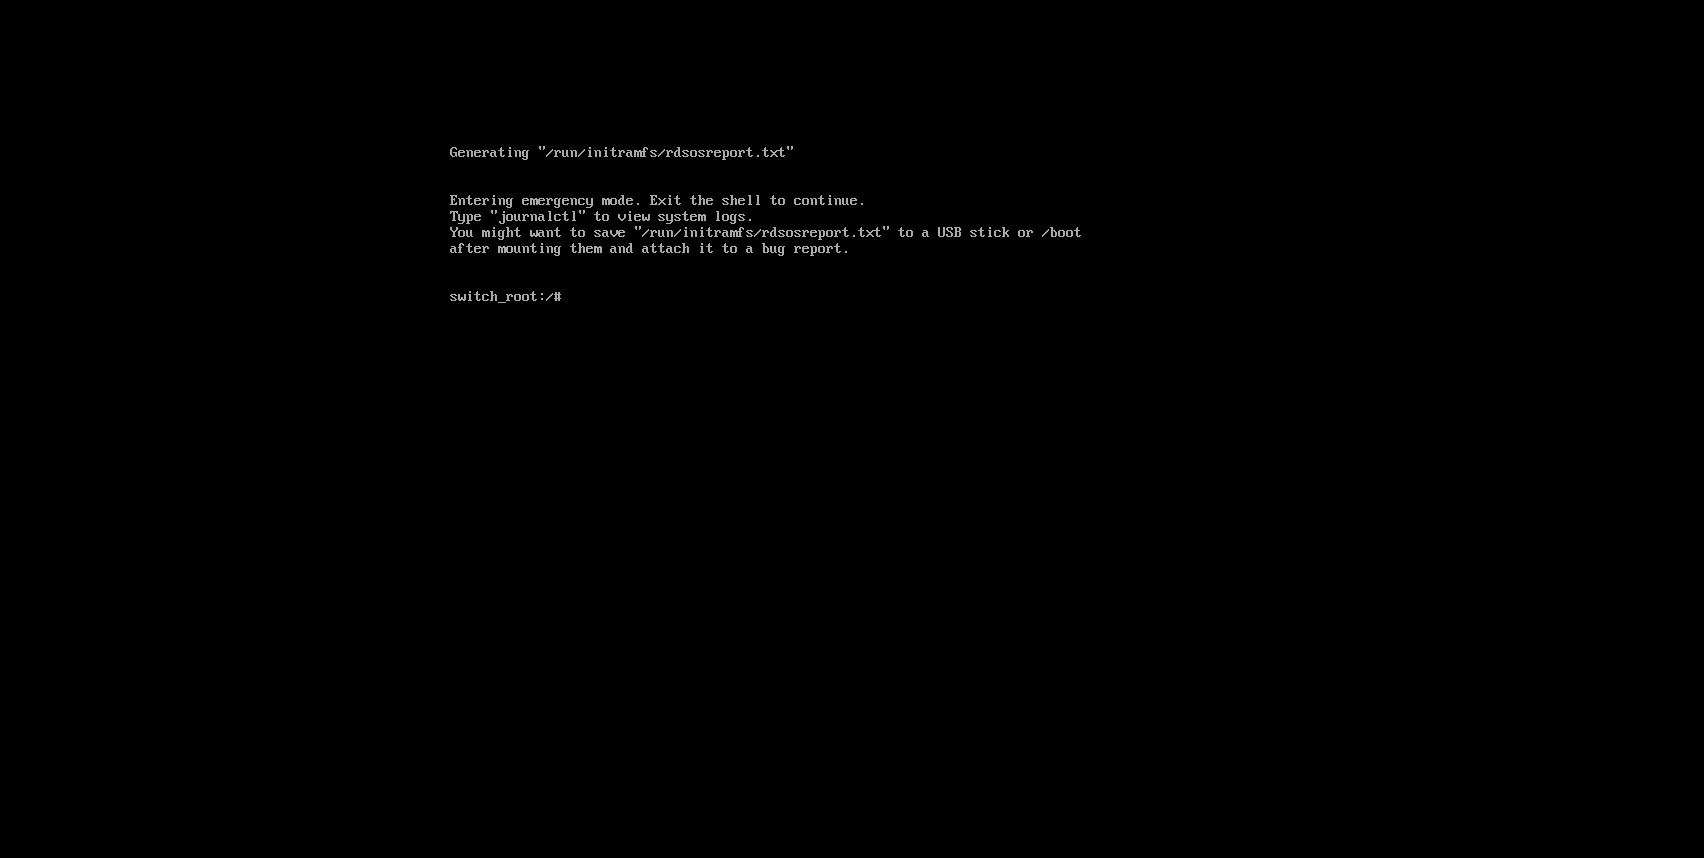 Generating "/run/initramfs/rdsosreport.txt"
Entering emergency mode. Exit the shell to continue.
Type "journalctl" to view system logs.
You might want to save "/run/initramfs/rdsosreport.txt" to a USB stick or /boot
after mounting them and attach it to a bug report.
switch_root:/#